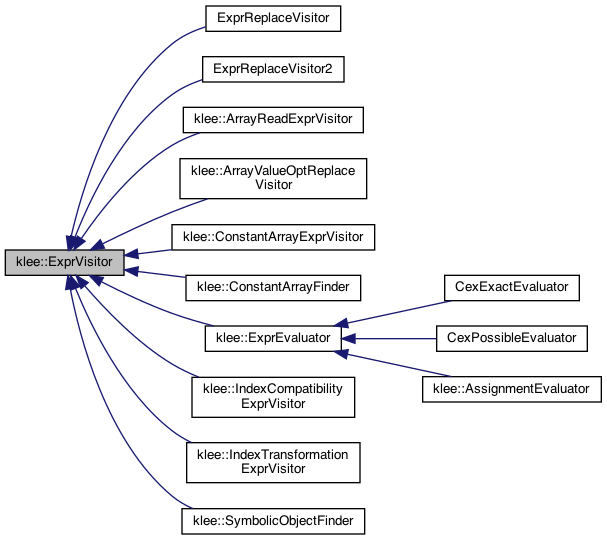 ExprReplaceVisitor
ExprReplaceVisitor2
klee::ArrayReadExprVisitor
klee::ArrayValueOptReplace
Visitor
klee::ConstantArrayExprVisitor
klee::ExprVisitor
klee::ConstantArrayFinder
CexExactEvaluator
klee::ExprEvaluator
CexPossibleEvaluator
klee::AssignmentEvaluator
klee::IndexCompatibility
ExprVisitor
klee::IndexTransformation
ExprVisitor
klee::SymbolicObjectFinder